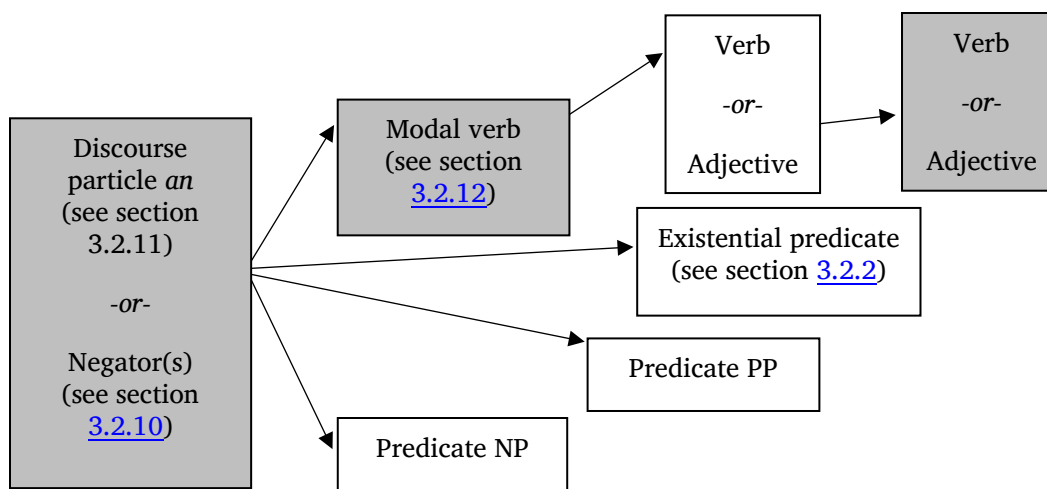 Discourse
particle an
(see section
3.2.11)
-or-
Negator(s)
(see section
3.2.10)
Modal verb
(see section
3.2.12)
Verb
-or-
Adjective
Verb
-or-
Adjective
Existential predicate
(see section 3.2.2)
Predicate PP
Predicate NP